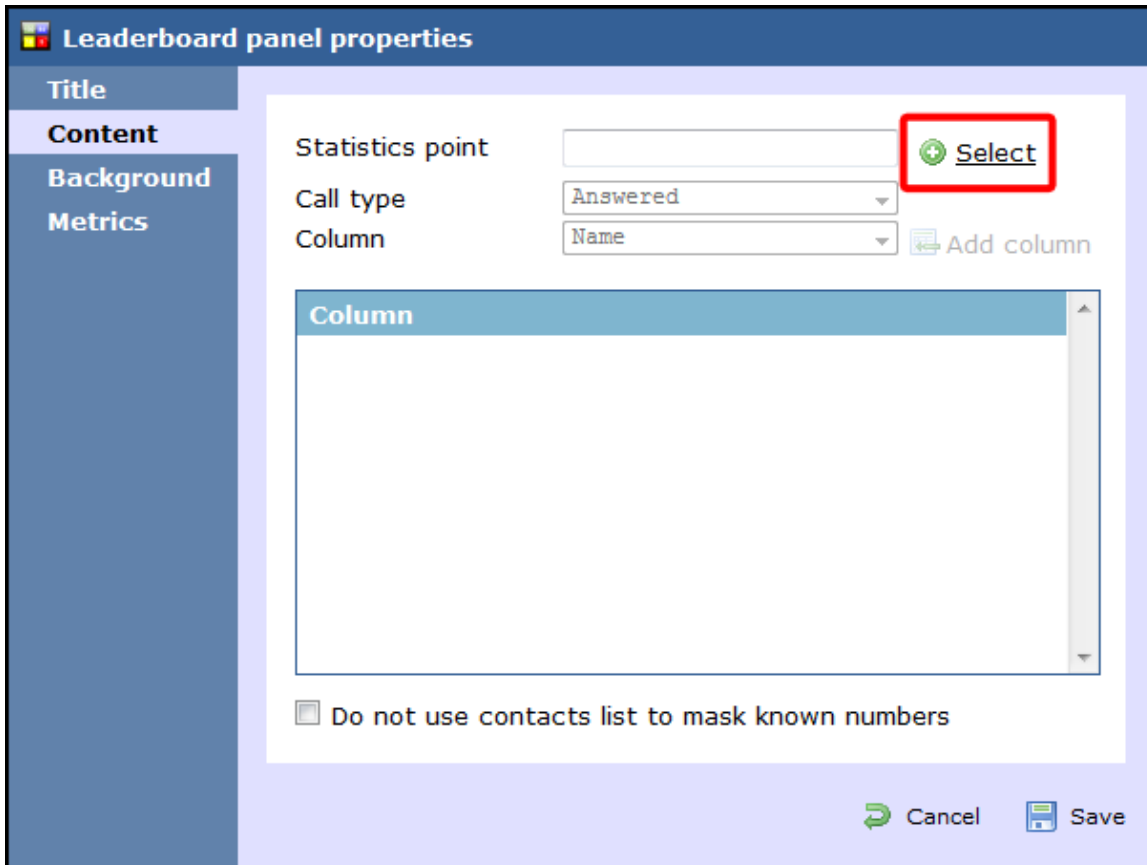 Leaderboard panel properties
Title
Content
Background
Metrics
Statistics point
Select
Call type
Answered
Column
Name
Add column
Column
Do not use contacts list to mask known numbers
Cancel
Save